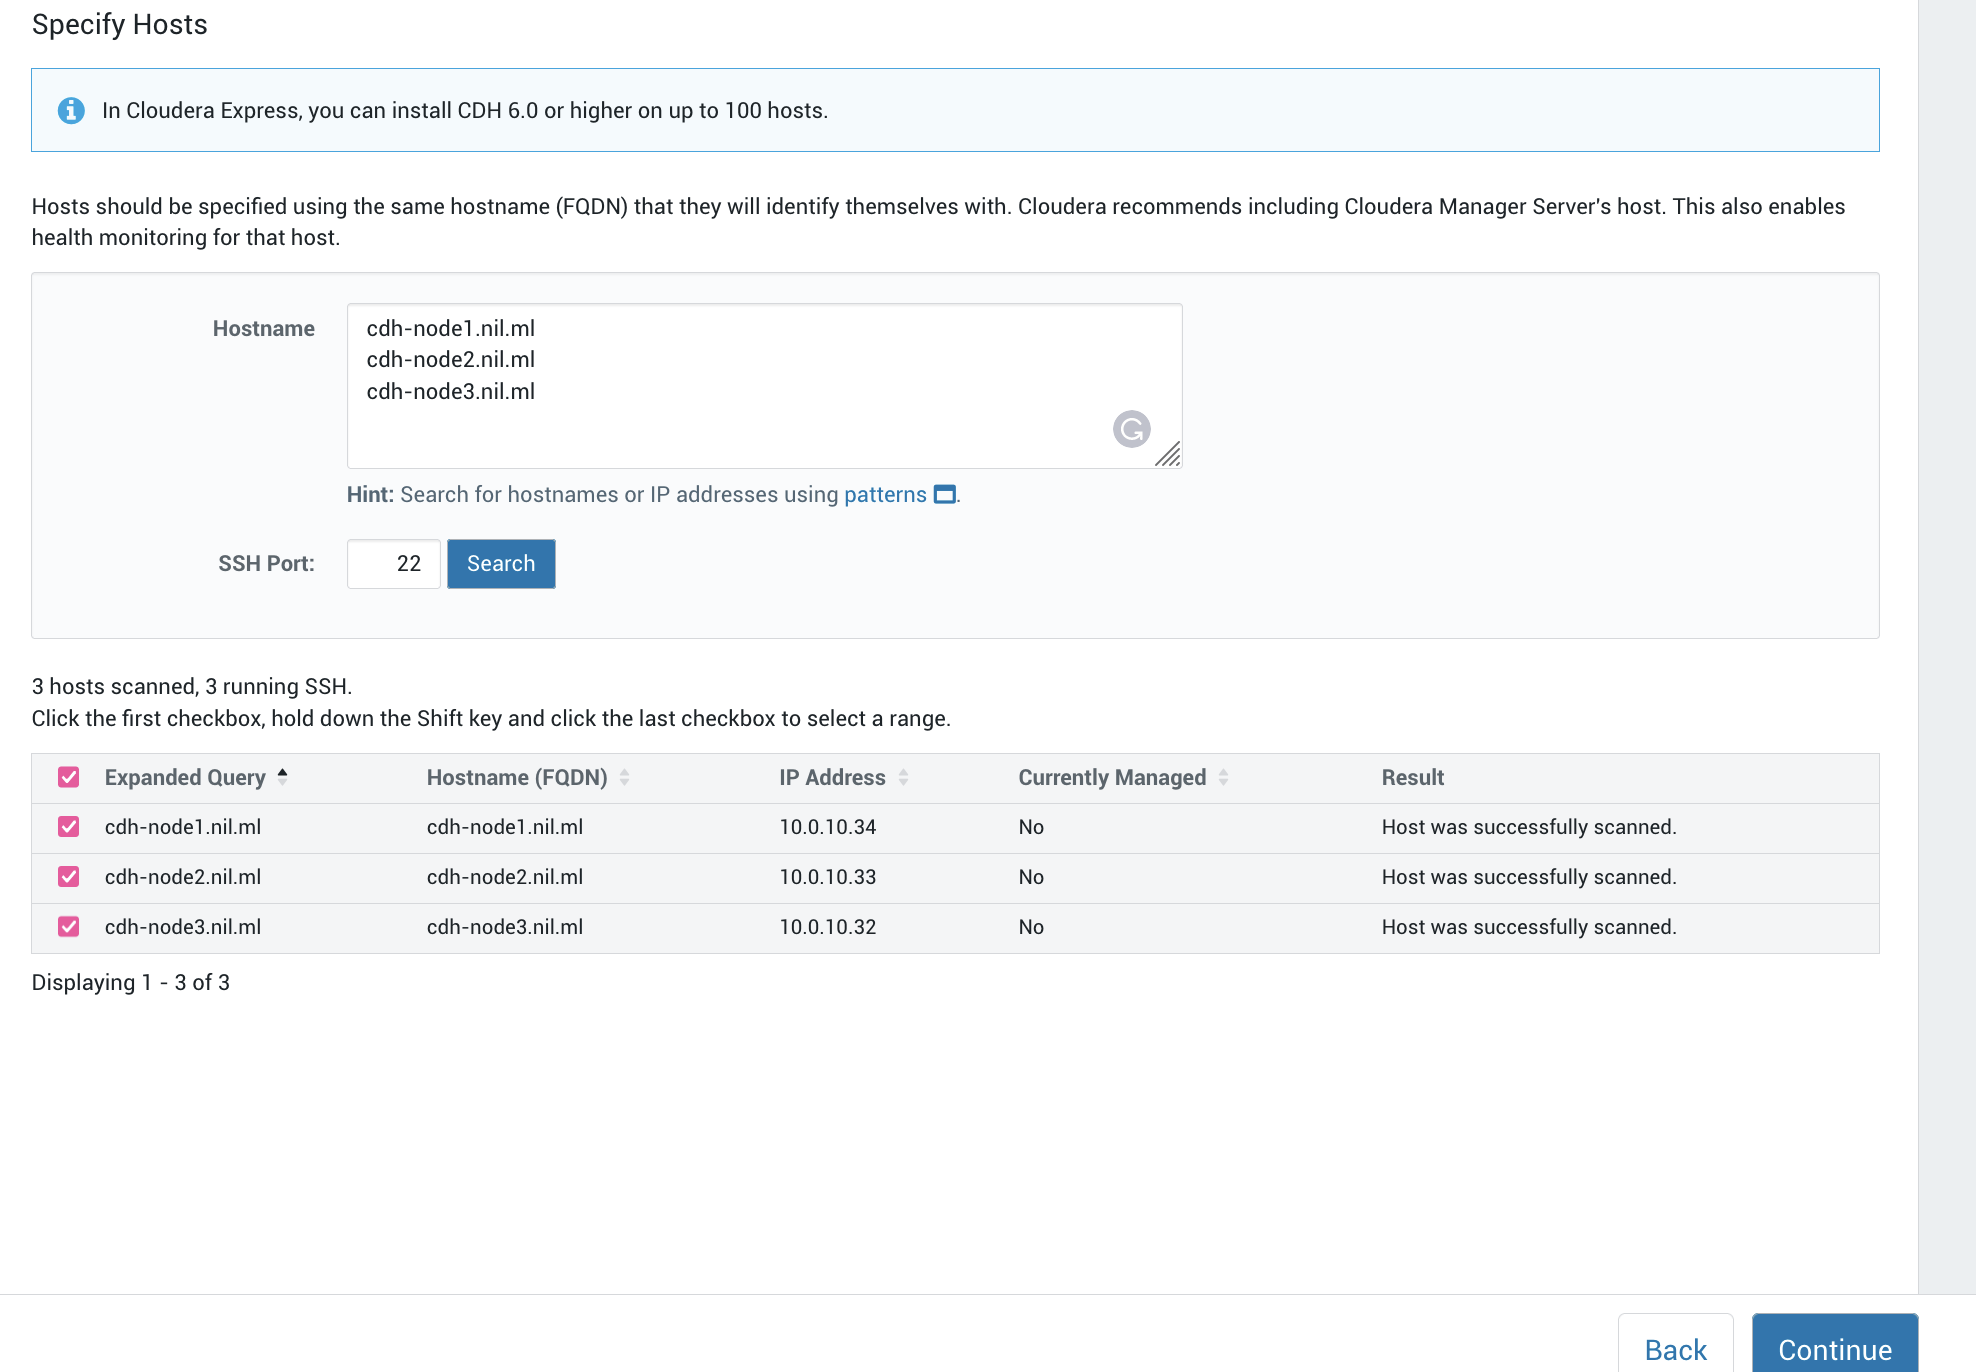 Specify Hosts
In Cloudera Express, you can install CDH 6.0 or higher on up to 100 hosts.
Hosts should be specified using the same hostname (FQDN) that they will identify themselves with. Cloudera recommends including Cloudera Manager Server's host. This also enables
health monitoring for that host.
Hostname
cdh-node1.nil.ml
cdh-node2.nil.ml
cdh-node3.nil.ml
Hint: Search for hostnames or IP addresses using patterns .
SSH Port: 22 Search
3 hosts scanned, 3 running SSH.
Click the first checkbox, hold down the Shift key and click the last checkbox to select a range.
Expanded Query Hostname (FQDN) IP Address Currently Managed Result
cdh-node1.nil.ml cdh-node1.nil.ml 10.0.10.34 No Host was successfully scanned.
cdh-node2.nil.ml cdh-node2.nil.ml 10.0.10.33 No Host was successfully scanned.
cdh-node3.nil.ml cdh-node3.nil.ml 10.0.10.32 No Host was successfully scanned.
Displaying 1 - 3 of 3
Back Continue